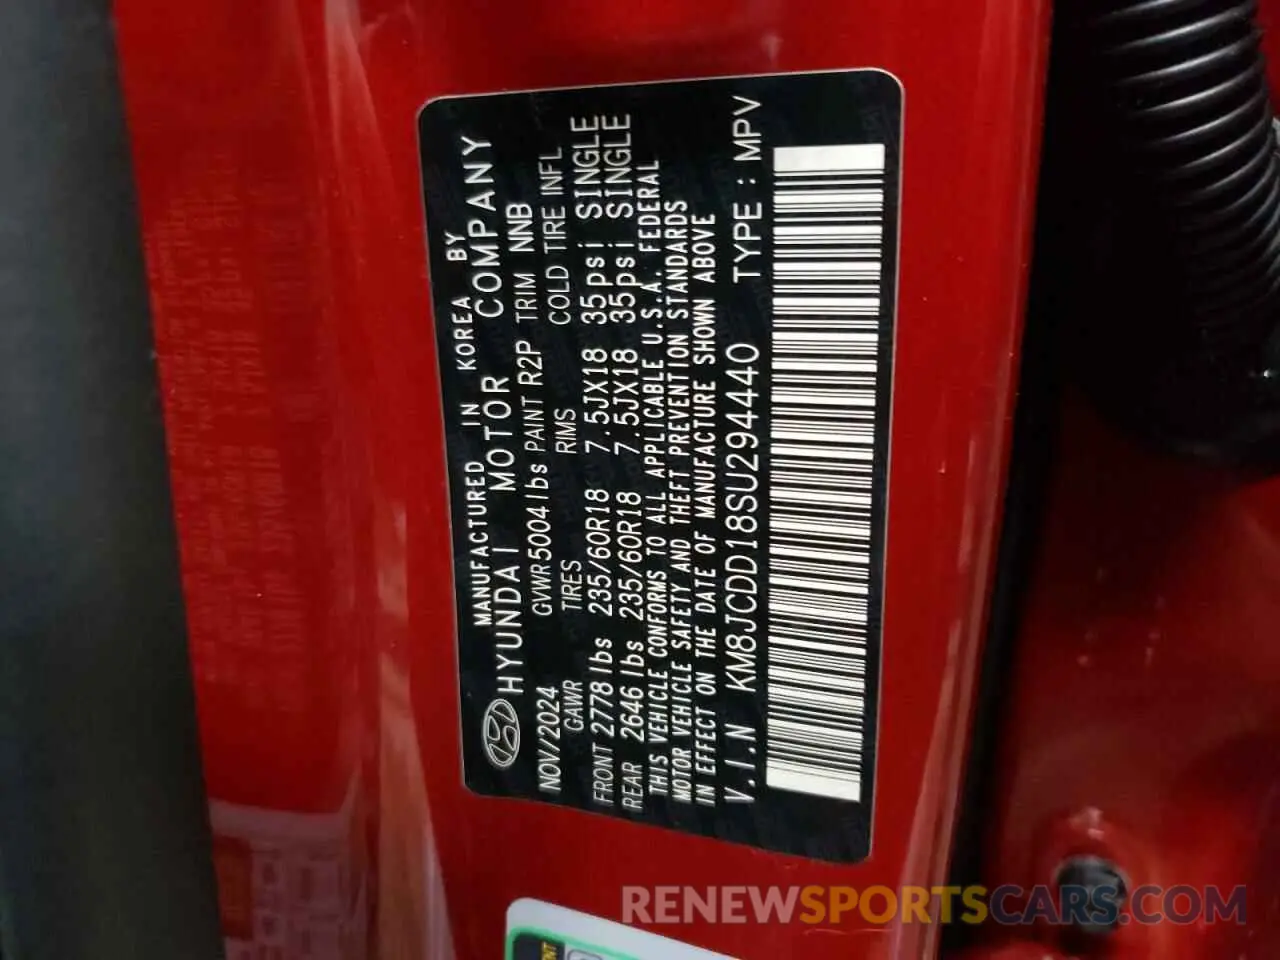 MANUFACTURED IN KOREA BY
HYUNDAI MOTOR COMPANY
NOV/2024 GVWR 5004 lbs PAINT R2P TRIM NNB
GAWR TIRES RIMS COLD TIRE INFL
FRONT 2778 lbs 235/60R18 7.5JX18 35psi SINGLE
REAR 2646 lbs 235/60R18 7.5JX18 35psi SINGLE
THIS VEHICLE CONFORMS TO ALL APPLICABLE U.S.A. FEDERAL
MOTOR VEHICLE SAFETY AND THEFT PREVENTION STANDARDS
IN EFFECT ON THE DATE OF MANUFACTURE SHOWN ABOVE
V.I.N KM8JCDD18SU294440 TYPE : MPV
RENEWSPORTSCARS.COM